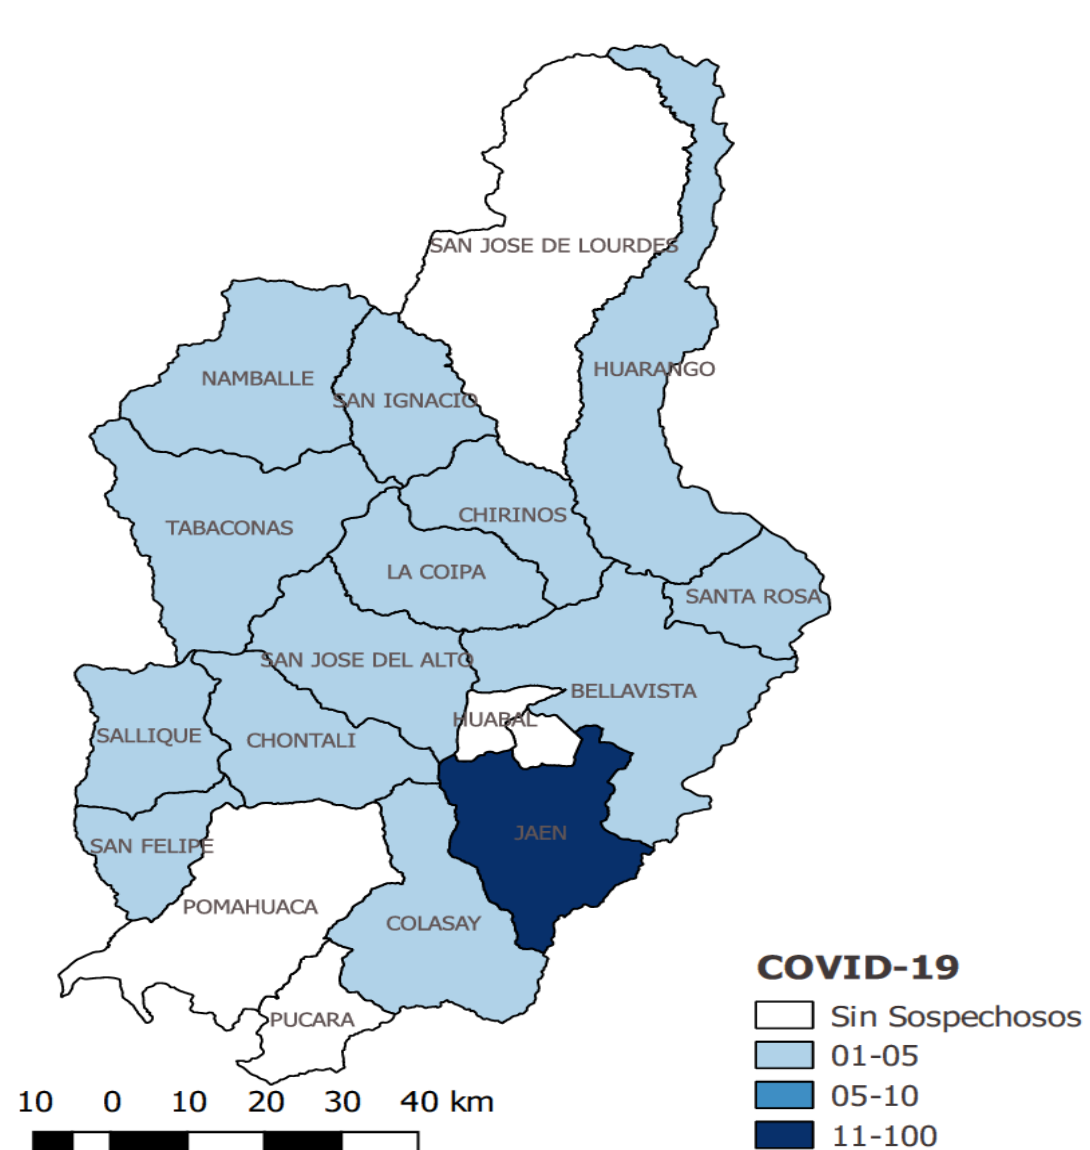 SAN JOSE DE LOURDES
HUARANGO
NAMBALLE
SAN IGNACIO
CHIRINOS
TABACONAS
LA COIPA
SANTA ROSA
SAN JOSE DEL ALTO
BELLAVISTA
HUABAL
SALLIQUE
CHONTALI
JAEN
SAN FELIPE
POMAHUACA
COLASAY
PUCARA
COVID-19
Sin Sospechosos
01-05
05-10
11-100
10 0 10 20 30 40 km